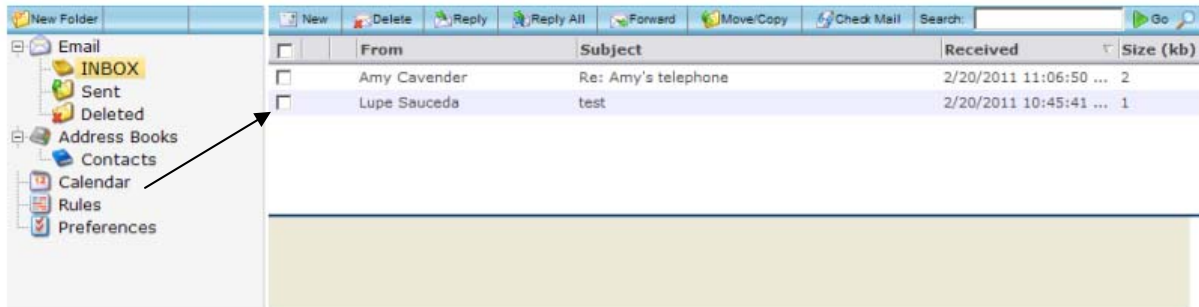 New Folder
New Delete Reply Reply All Forward Move/Copy Check Mail Search: Go
Email
INBOX
Sent
Deleted
Address Books
Contacts
Calendar
Rules
Preferences
From Subject Received Size (kb)
Amy Cavender Re: Amy's telephone 2/20/2011 11:06:50 ... 2
Lupe Sauceda test 2/20/2011 10:45:41 ... 1